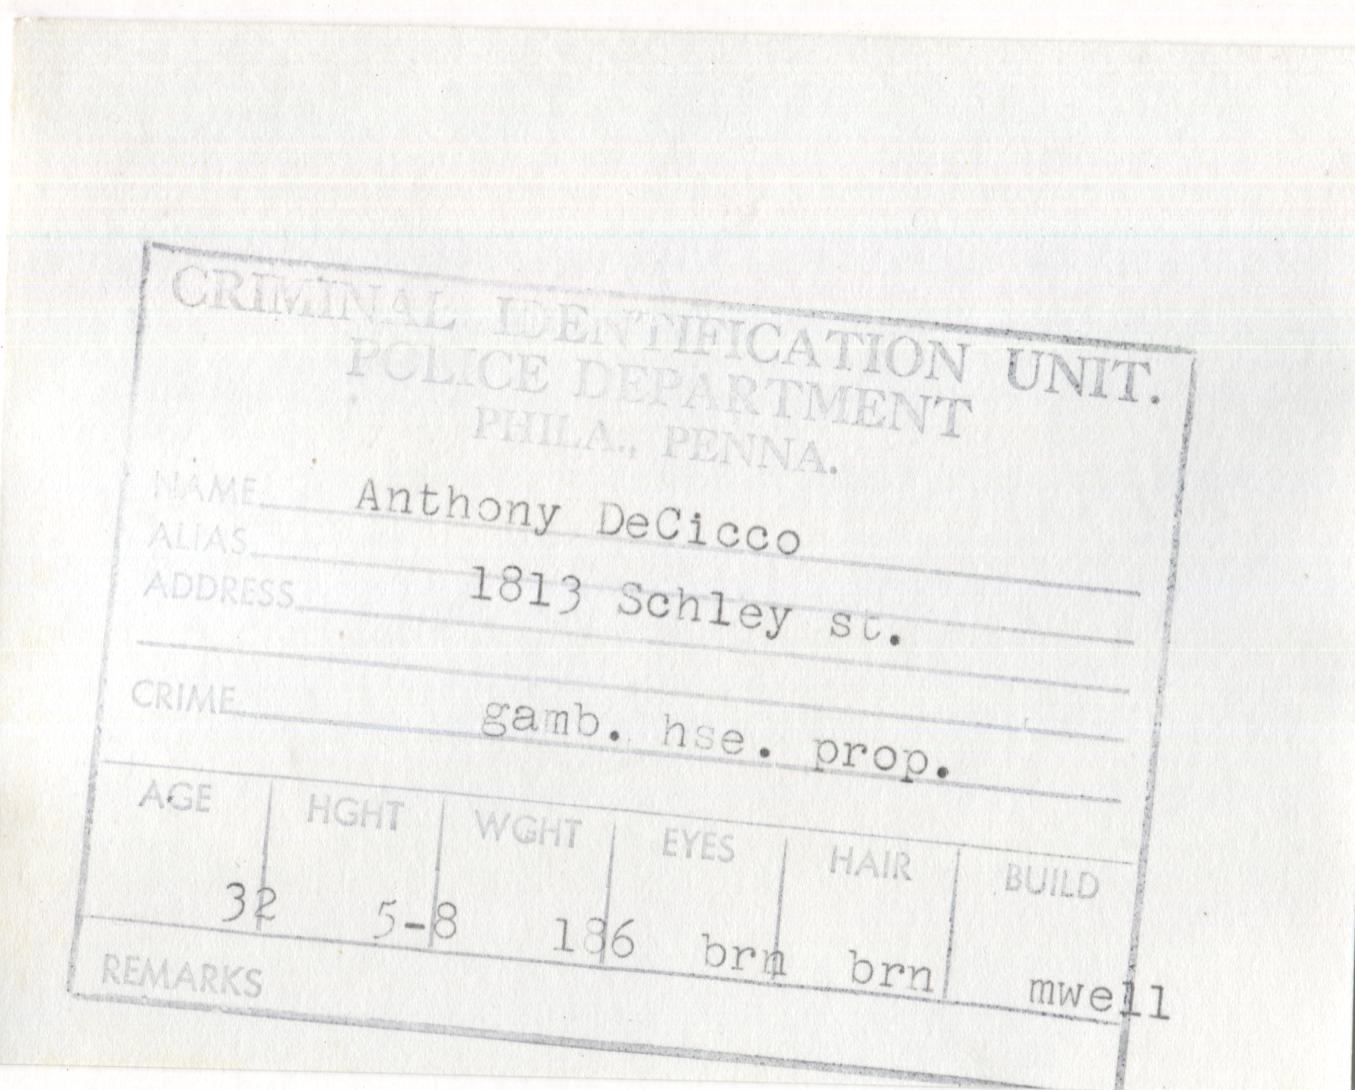 CRIMINAL IDENTIFICATION UNIT.
POLICE DEPARTMENT
PHILA., PENNA.
NAME Anthony DeCicco
ALIAS
ADDRESS 1813 Schley st.
CRIME gamb. hse. prop.
AGE HGHT WGHT EYES HAIR BUILD
32 5-8 186 brn brn mwell
REMARKS